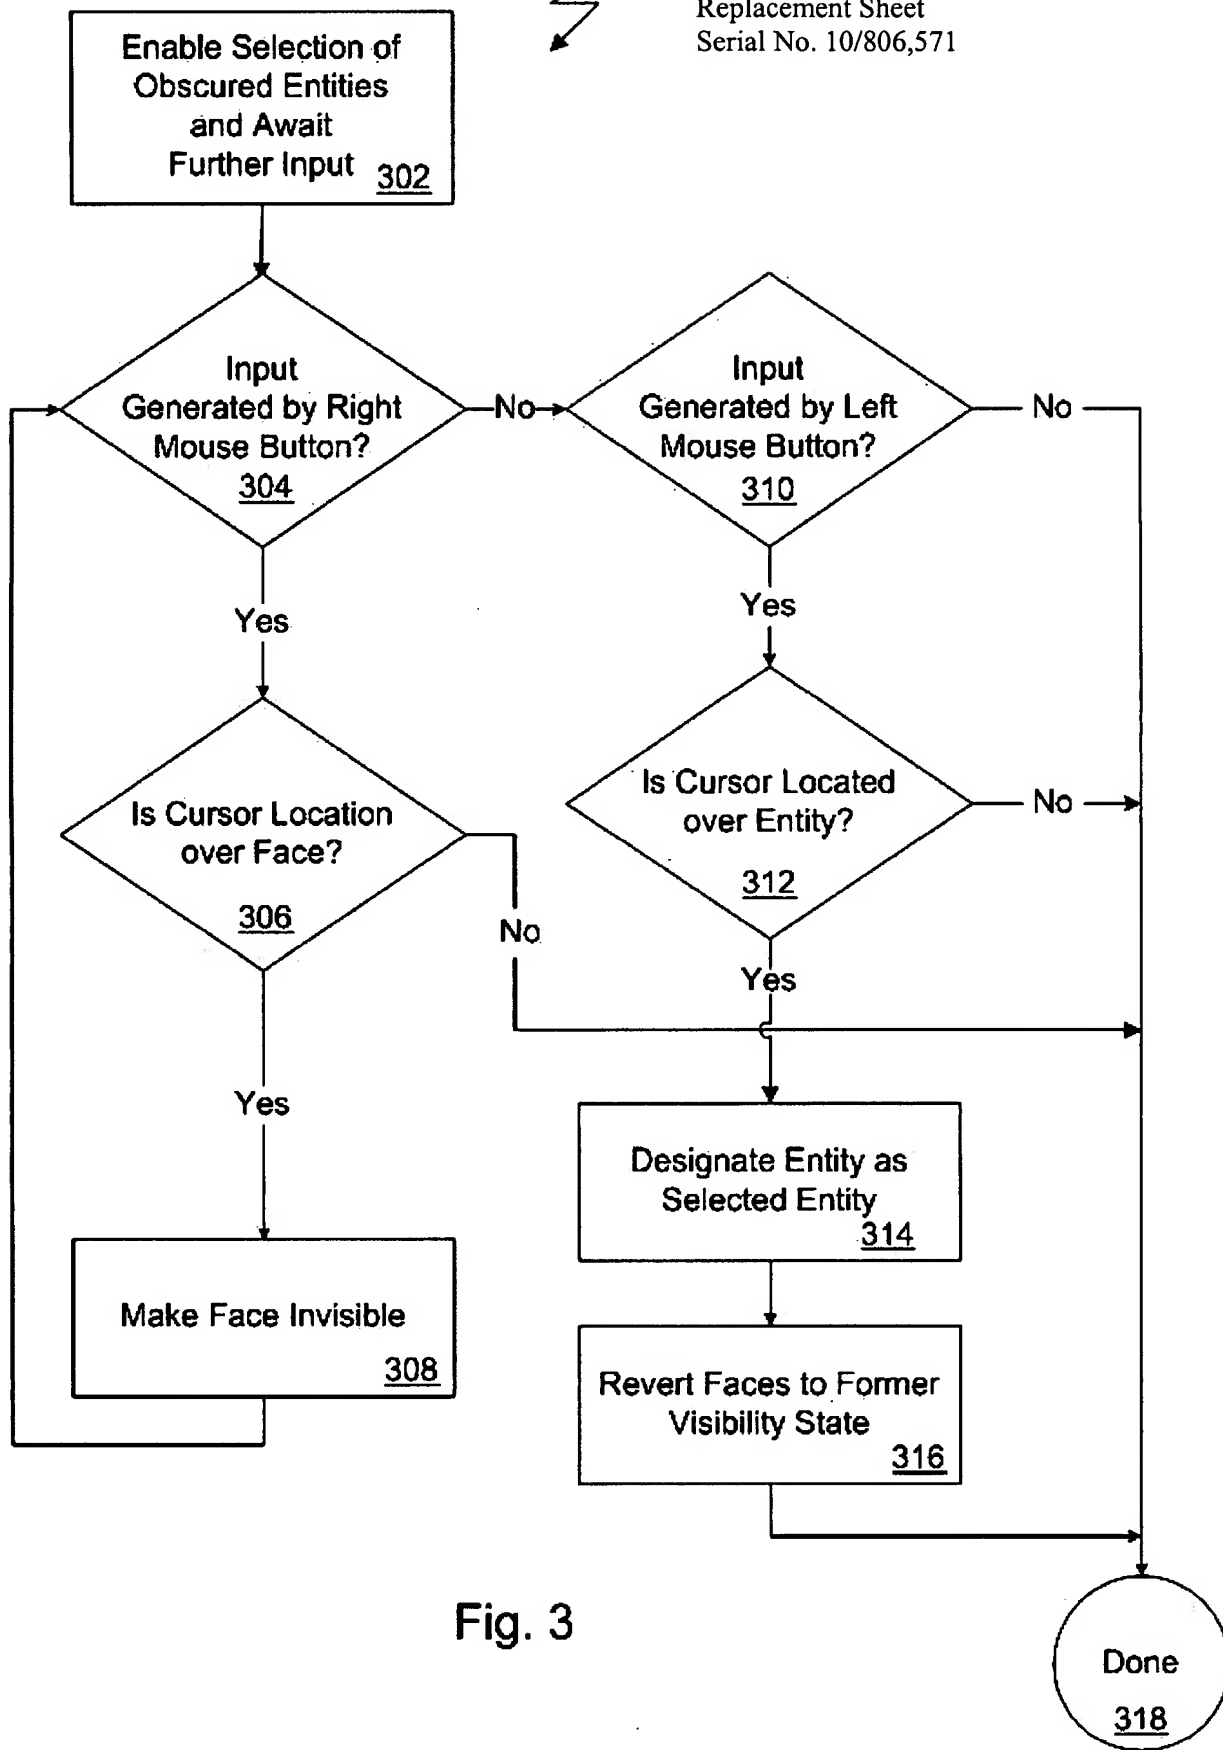 Replacement Sheet
Serial No. 10/806,571
Enable Selection of
Obscured Entities
and Await
Further Input
302
Input
Generated by Right
Mouse Button?
304
No
Input
Generated by Left
Mouse Button?
310
No
Yes
Yes
Is Cursor Location
over Face?
306
No
Is Cursor Located
over Entity?
312
No
Yes
Yes
Designate Entity as
Selected Entity
314
Make Face Invisible
308
Revert Faces to Former
Visibility State
316
Fig. 3
Done
318